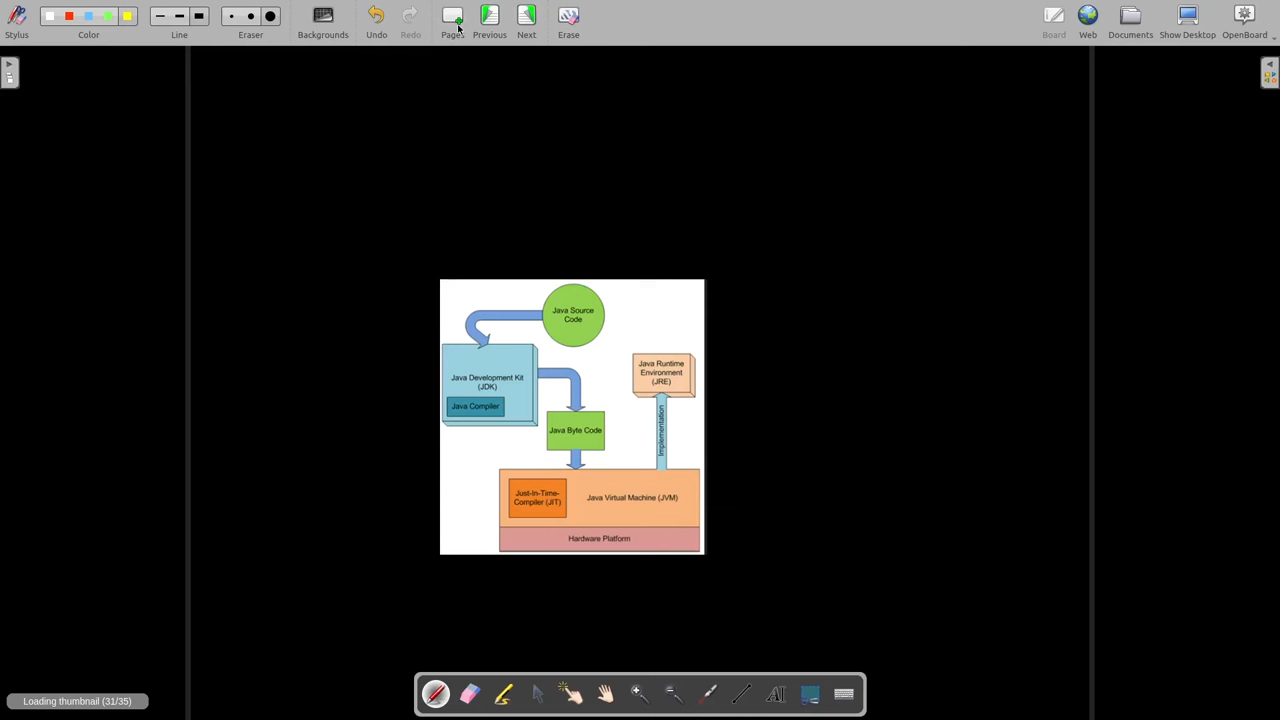 Stylus
Color
Line
Eraser
Backgrounds
Undo
Redo
Pages
Previous
Next
Erase
Board
Web
Documents
Show Desktop
OpenBoard
Java Source
Code
Java Development Kit
(JDK)
Java Compiler
Java Runtime
Environment
(JRE)
Implementation
Java Byte Code
Just-In-Time-
Compiler (JIT)
Java Virtual Machine (JVM)
Hardware Platform
Loading thumbnail (31/35)
AI